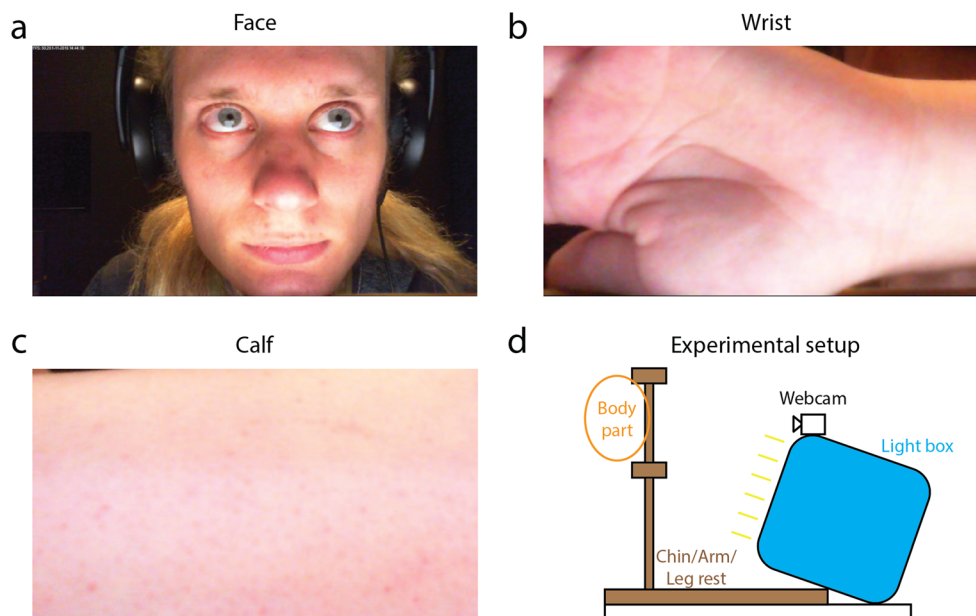 a
Face
b
Wrist
c
Calf
d
Experimental setup
Body
part
Webcam
Light box
Chin/Arm/
Leg rest